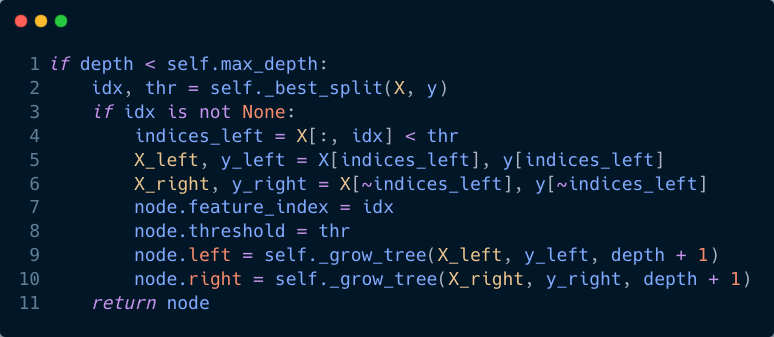 1 if depth < self.max_depth:
2     idx, thr = self._best_split(X, y)
3     if idx is not None:
4         indices_left = X[:, idx] < thr
5         X_left, y_left = X[indices_left], y[indices_left]
6         X_right, y_right = X[~indices_left], y[~indices_left]
7         node.feature_index = idx
8         node.threshold = thr
9         node.left = self._grow_tree(X_left, y_left, depth + 1)
10         node.right = self._grow_tree(X_right, y_right, depth + 1)
11     return node